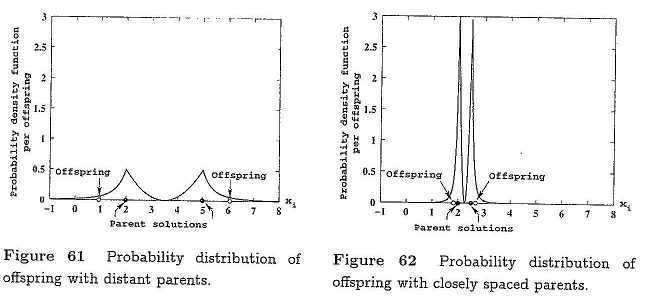 3
2.5
2
1.5
1
0.5
0
Probability density function
per offspring
Offspring
Offspring
-1 0 1 2 3 4 5 6 7 8
x_i
Parent solutions
Figure 61 Probability distribution of
offspring with distant parents.
3
2.5
2
1.5
1
0.5
0
Probability density function
per offspring
Offspring
Offspring
-1 0 1 2 3 4 5 6 7 8
x_i
Parent solutions
Figure 62 Probability distribution of
offspring with closely spaced parents.